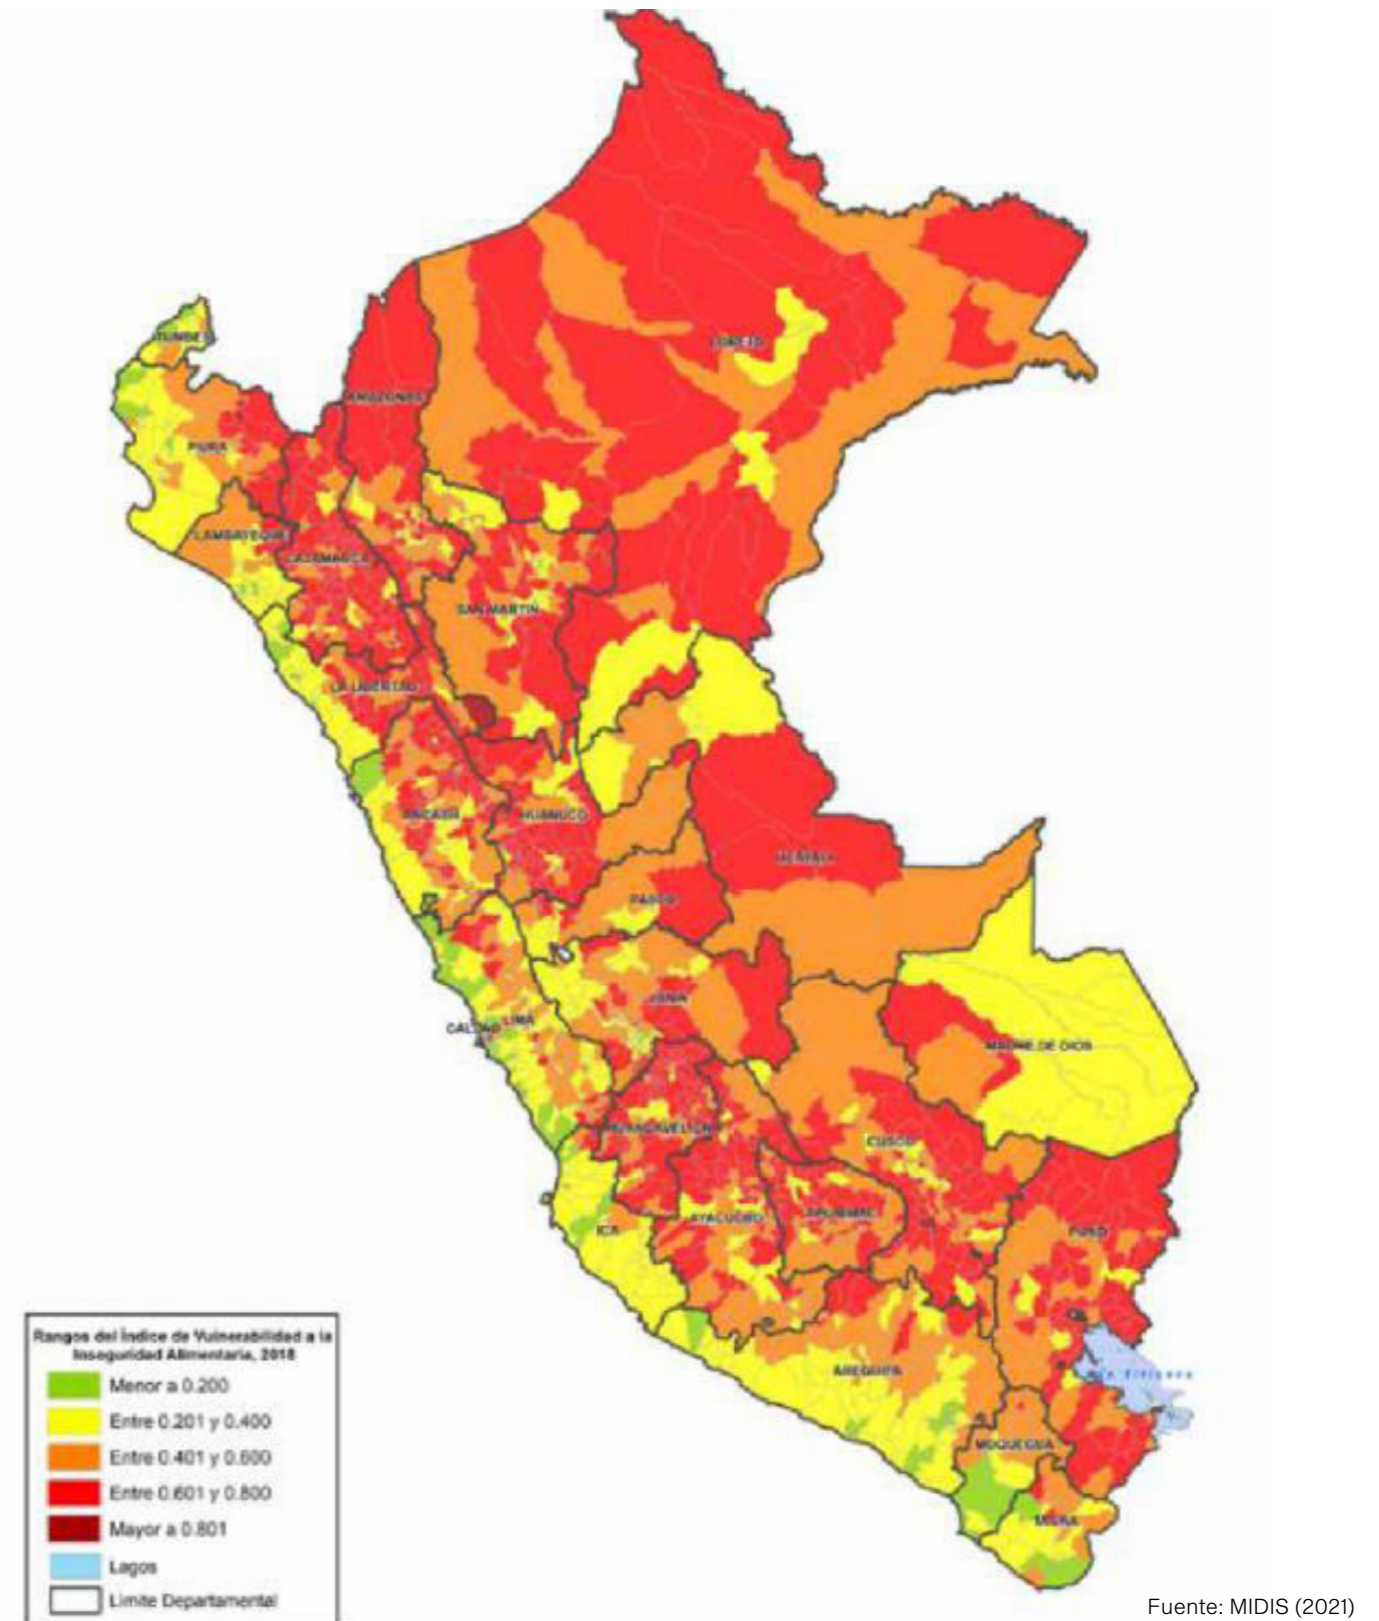 TUMBES
LORETO
AMAZONAS
PIURA
LAMBAYEQUE
CAJAMARCA
SAN MARTIN
LA LIBERTAD
ANCASH
HUANUCO
UCAYALI
PASCO
JUNIN
CALLAO
LIMA
MADRE DE DIOS
HUANCAVELICA
CUSCO
ICA
AYACUCHO
APURIMAC
PUNO
AREQUIPA
MOQUEGUA
TACNA
Rangos del Índice de Vulnerabilidad a la
Inseguridad Alimentaria, 2018
Menor a 0.200
Entre 0.201 y 0.400
Entre 0.401 y 0.600
Entre 0.601 y 0.800
Mayor a 0.801
Lagos
Limite Departamental
Fuente: MIDIS (2021)